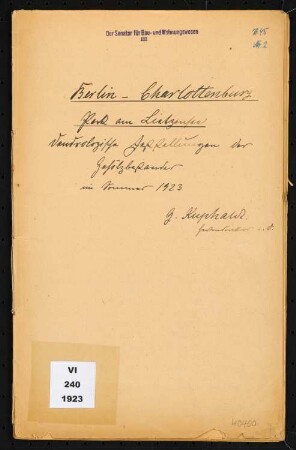 Der Senator für Bau- und Wohnungswesen
Berlin – Charlottenburg
Park am Lietzensee
Dendrologische Feststellungen der
Gehölzbestände
im Sommer 1923
G. Kuphaldt
VI
240
1923